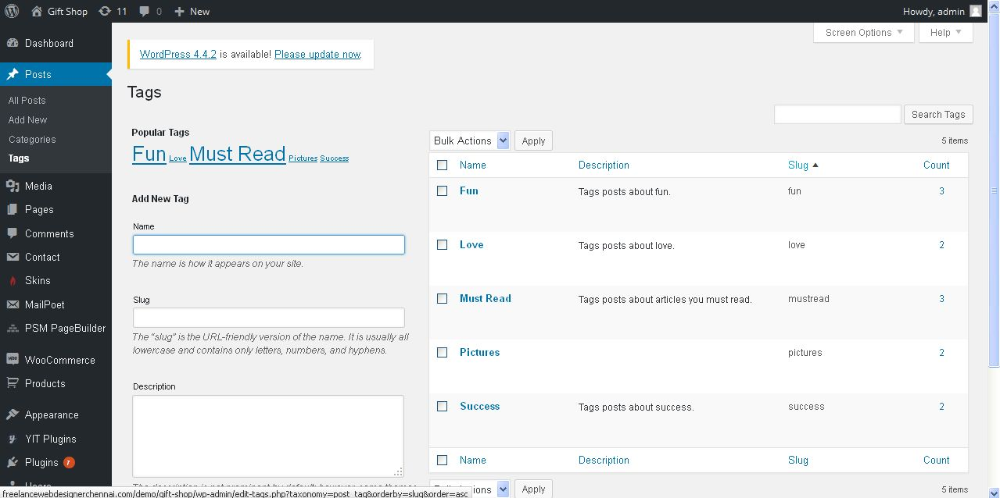 Gift Shop 11 0 New Howdy, admin
Screen Options Help
Dashboard
Posts
All Posts
Add New
Categories
Tags
Media
Pages
Comments
Contact
Skins
MailPoet
PSM PageBuilder
WooCommerce
Products
Appearance
YIT Plugins
Plugins
WordPress 4.4.2 is available! Please update now.
Tags
Search Tags
Popular Tags
Fun Love Must Read Pictures Success
Add New Tag
Name
The name is how it appears on your site.
Slug
The “slug” is the URL-friendly version of the name. It is usually all
lowercase and contains only letters, numbers, and hyphens.
Description
Bulk Actions Apply 5 items
Name Description Slug Count
Fun Tags posts about fun. fun 3
Love Tags posts about love. love 2
Must Read Tags posts about articles you must read. mustread 3
Pictures pictures 2
Success Tags posts about success. success 2
Name Description Slug Count
Apply 5 items
freelancewebdesignerchennai.com/demo/gift-shop/wp-admin/edit-tags.php?taxonomy=post_tag&orderby=slug&order=asc